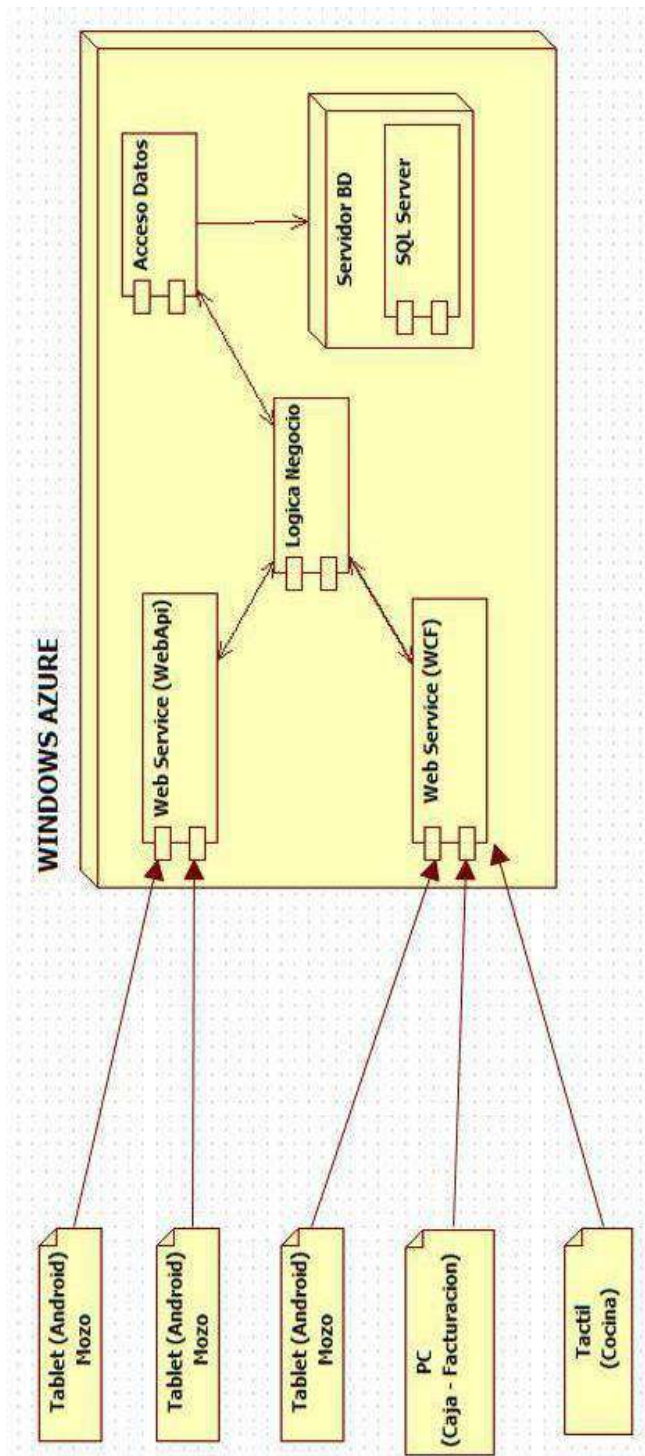 WINDOWS AZURE
Tablet (Android)
Mozo
Tablet (Android)
Mozo
Tablet (Android)
Mozo
PC
(Caja - Facturacion)
Tactil
(Cocina)
Web Service (WebApi)
Web Service (WCF)
Logica Negocio
Acceso Datos
Servidor BD
SQL Server